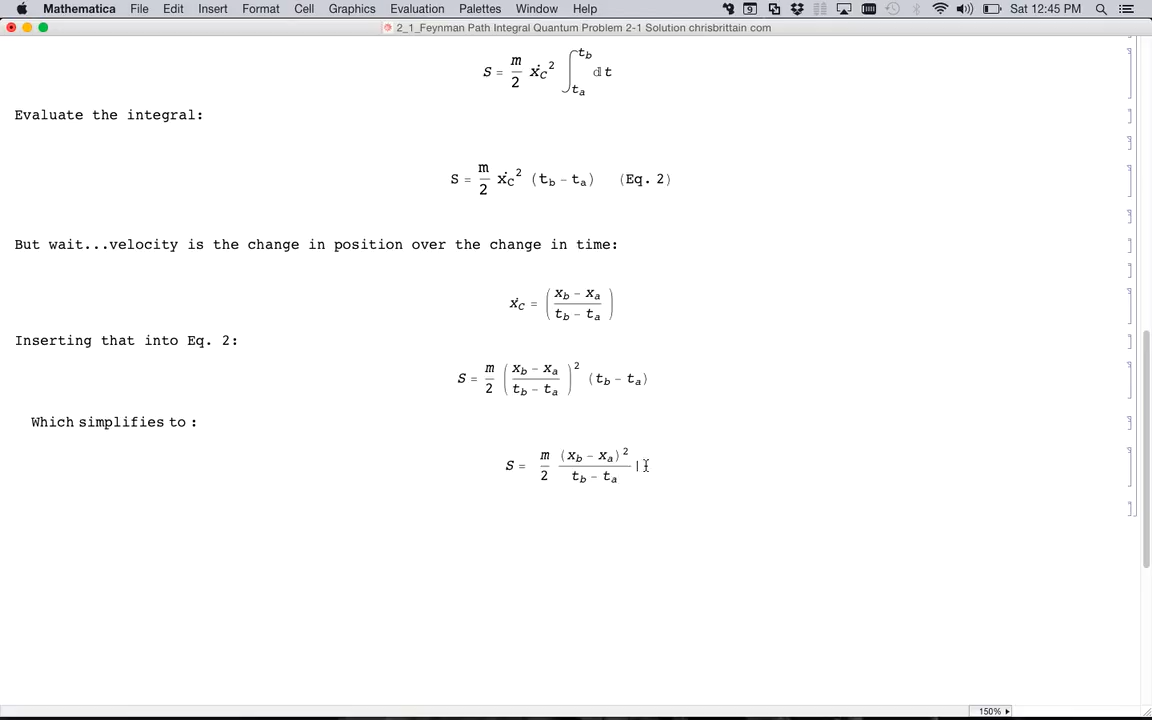 Mathematica File Edit Insert Format Cell Graphics Evaluation Palettes Window Help 9 Sat 12:45 PM
2_1_Feynman Path Integral Quantum Problem 2-1 Solution chrisbrittain com
S = m/2 ẋc² ∫ta^tb ⅆt
Evaluate the integral:
S = m/2 ẋc² (tb - ta) (Eq. 2)
But wait...velocity is the change in position over the change in time:
ẋc = ((xb - xa)/(tb - ta))
Inserting that into Eq. 2:
S = m/2 ((xb - xa)/(tb - ta))² (tb - ta)
Which simplifies to :
S = m/2 (xb - xa)²/(tb - ta)
150%